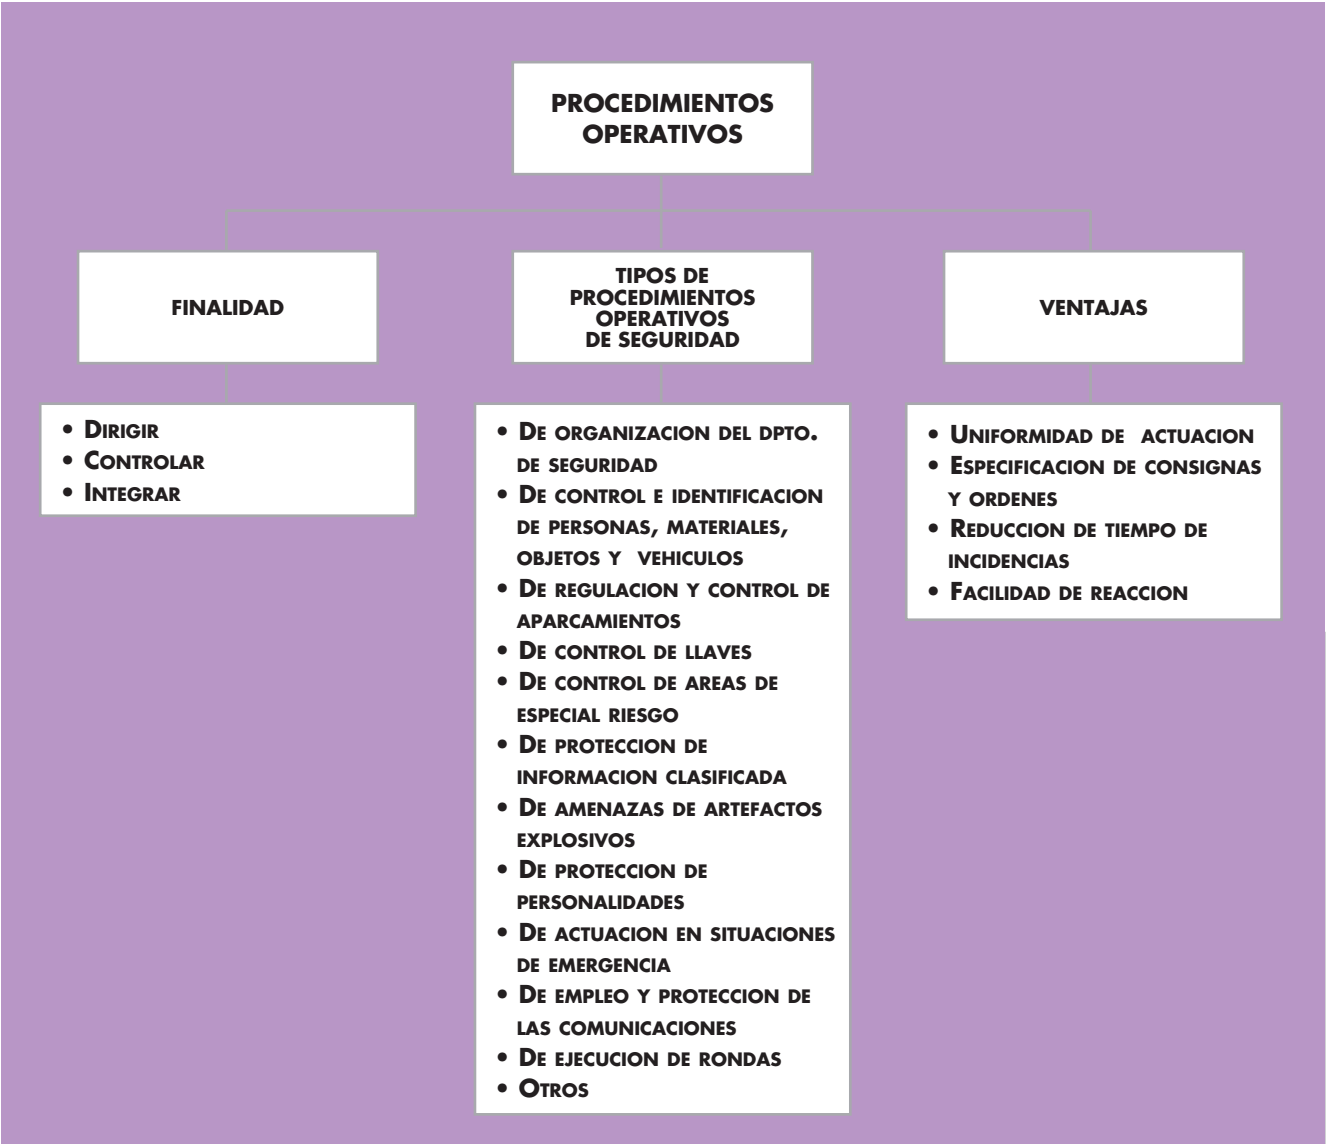 PROCEDIMIENTOS
OPERATIVOS
FINALIDAD
• DIRIGIR
• CONTROLAR
• INTEGRAR
TIPOS DE
PROCEDIMIENTOS
OPERATIVOS
DE SEGURIDAD
• DE ORGANIZACION DEL DPTO.
DE SEGURIDAD
• DE CONTROL E IDENTIFICACION
DE PERSONAS, MATERIALES,
OBJETOS Y VEHICULOS
• DE REGULACION Y CONTROL DE
APARCAMIENTOS
• DE CONTROL DE LLAVES
• DE CONTROL DE AREAS DE
ESPECIAL RIESGO
• DE PROTECCION DE
INFORMACION CLASIFICADA
• DE AMENAZAS DE ARTEFACTOS
EXPLOSIVOS
• DE PROTECCION DE
PERSONALIDADES
• DE ACTUACION EN SITUACIONES
DE EMERGENCIA
• DE EMPLEO Y PROTECCION DE
LAS COMUNICACIONES
• DE EJECUCION DE RONDAS
• OTROS
VENTAJAS
• UNIFORMIDAD DE ACTUACION
• ESPECIFICACION DE CONSIGNAS
Y ORDENES
• REDUCCION DE TIEMPO DE
INCIDENCIAS
• FACILIDAD DE REACCION